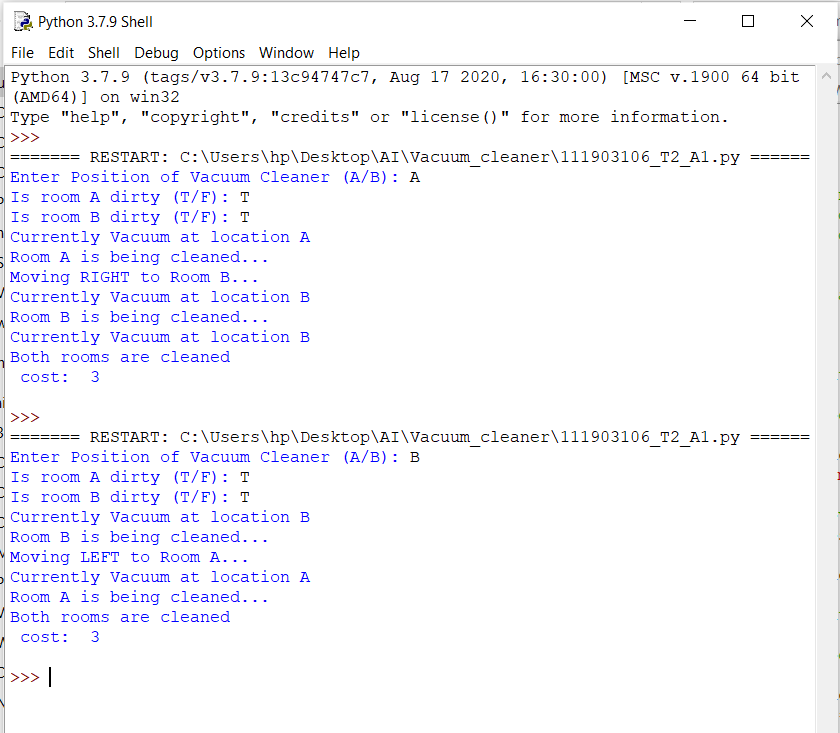 Python 3.7.9 Shell
File Edit Shell Debug Options Window Help
Python 3.7.9 (tags/v3.7.9:13c94747c7, Aug 17 2020, 16:30:00) [MSC v.1900 64 bit
(AMD64)] on win32
Type "help", "copyright", "credits" or "license()" for more information.
>>>
======= RESTART: C:\Users\hp\Desktop\AI\Vacuum_cleaner\111903106_T2_A1.py ======
Enter Position of Vacuum Cleaner (A/B): A
Is room A dirty (T/F): T
Is room B dirty (T/F): T
Currently Vacuum at location A
Room A is being cleaned...
Moving RIGHT to Room B...
Currently Vacuum at location B
Room B is being cleaned...
Currently Vacuum at location B
Both rooms are cleaned
 cost:  3
>>>
======= RESTART: C:\Users\hp\Desktop\AI\Vacuum_cleaner\111903106_T2_A1.py ======
Enter Position of Vacuum Cleaner (A/B): B
Is room A dirty (T/F): T
Is room B dirty (T/F): T
Currently Vacuum at location B
Room B is being cleaned...
Moving LEFT to Room A...
Currently Vacuum at location A
Room A is being cleaned...
Both rooms are cleaned
 cost:  3
>>>